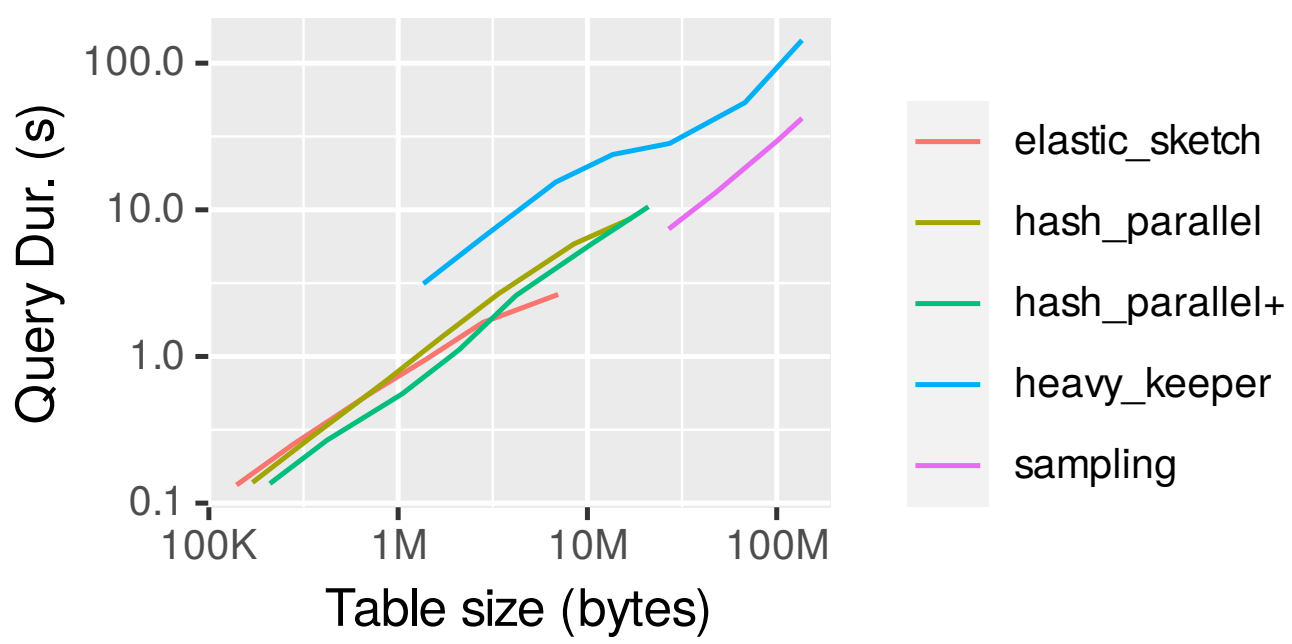 Query Dur. (s)
100.0
10.0
1.0
0.1
100K 1M 10M 100M
Table size (bytes)
elastic_sketch
hash_parallel
hash_parallel+
heavy_keeper
sampling